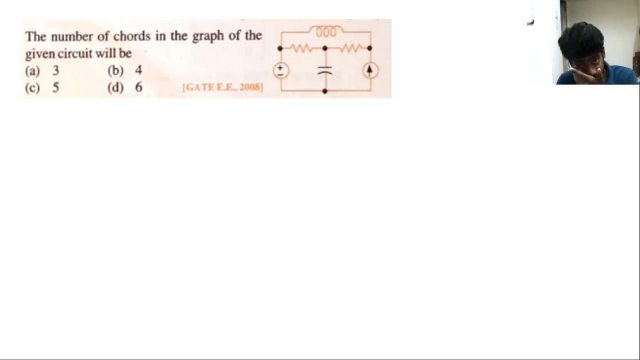 The number of chords in the graph of the
given circuit will be
(a) 3 (b) 4
(c) 5 (d) 6 [GATE E.E., 2008]